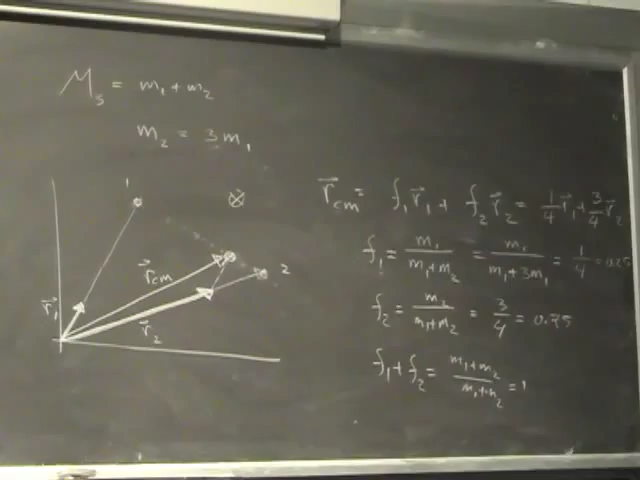 M_s = m_1 + m_2
m_2 = 3 m_1
1
2
r⃗_cm
r⃗_1
r⃗_2
r⃗_cm = f_1 r⃗_1 + f_2 r⃗_2 = 1/4 r⃗_1 + 3/4 r⃗_2
f_1 = m_1/(m_1+m_2) = m_1/(m_1+3m_1) = 1/4 = 0.25
f_2 = m_2/(m_1+m_2) = 3/4 = 0.75
f_1 + f_2 = (m_1+m_2)/(m_1+m_2) = 1